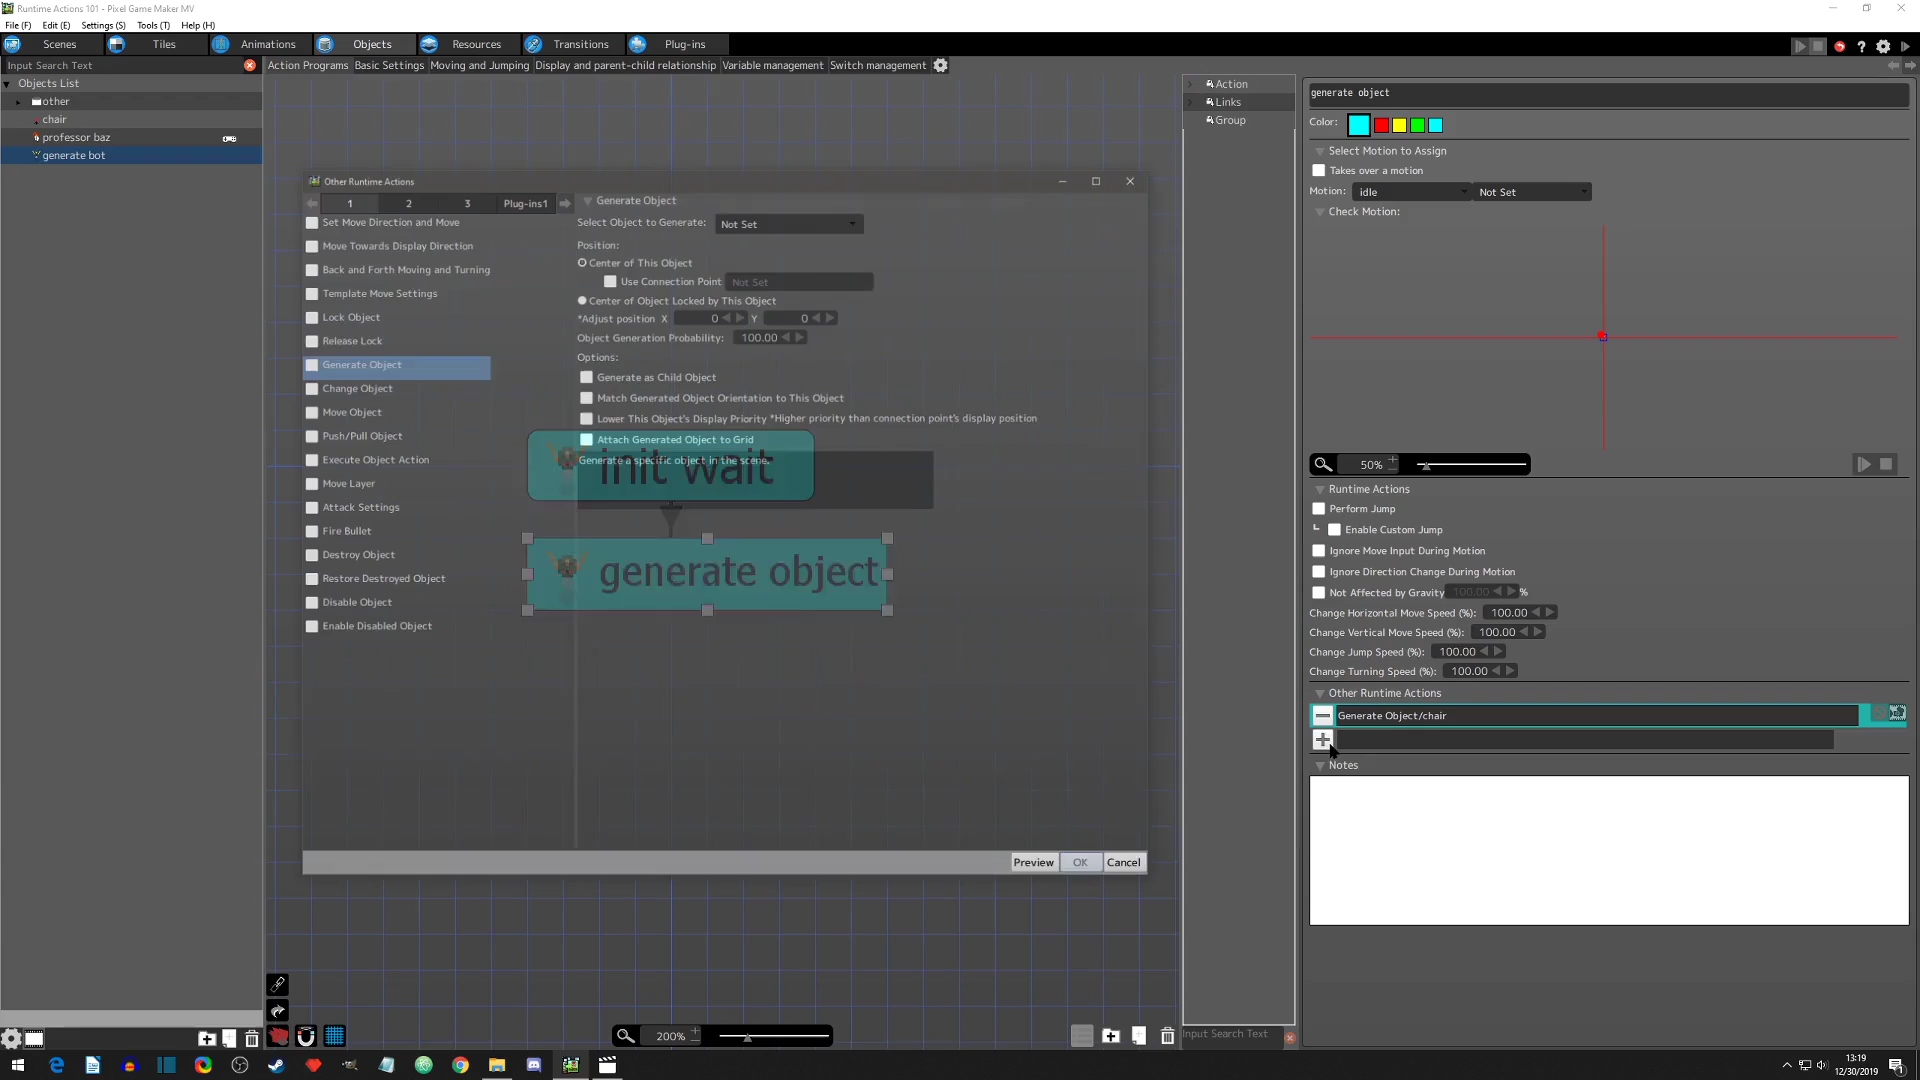 Runtime Actions 101 - Pixel Game Maker MV
File (F) Edit (E) Settings (S) Tools (T) Help (H)
Scenes Tiles Animations Objects Resources Transitions Plug-ins
Input Search Text
Action Programs Basic Settings Moving and Jumping Display and parent-child relationship Variable management Switch management
Objects List
other
chair
professor baz
generate bot
Other Runtime Actions
1 2 3 Plug-ins1
Set Move Direction and Move
Move Towards Display Direction
Back and Forth Moving and Turning
Template Move Settings
Lock Object
Release Lock
Generate Object
Change Object
Move Object
Push/Pull Object
Execute Object Action
Move Layer
Attack Settings
Fire Bullet
Destroy Object
Restore Destroyed Object
Disable Object
Enable Disabled Object
Generate Object
Select Object to Generate: Not Set
Position:
Center of This Object
Use Connection Point Not Set
Center of Object Locked by This Object
*Adjust position X 0 Y 0
Object Generation Probability: 100.00
Options:
Generate as Child Object
Match Generated Object Orientation to This Object
Lower This Object's Display Priority *Higher priority than connection point's display position
Attach Generated Object to Grid
Generate a specific object in the scene.
init wait
generate object
Preview OK Cancel
200%
Action
Links
Group
Input Search Text
generate object
Color:
Select Motion to Assign
Takes over a motion
Motion: idle Not Set
Check Motion:
50%
Runtime Actions
Perform Jump
Enable Custom Jump
Ignore Move Input During Motion
Ignore Direction Change During Motion
Not Affected by Gravity 100.00 %
Change Horizontal Move Speed (%): 100.00
Change Vertical Move Speed (%): 100.00
Change Jump Speed (%): 100.00
Change Turning Speed (%): 100.00
Other Runtime Actions
Generate Object/chair
Notes
13:19
12/30/2019